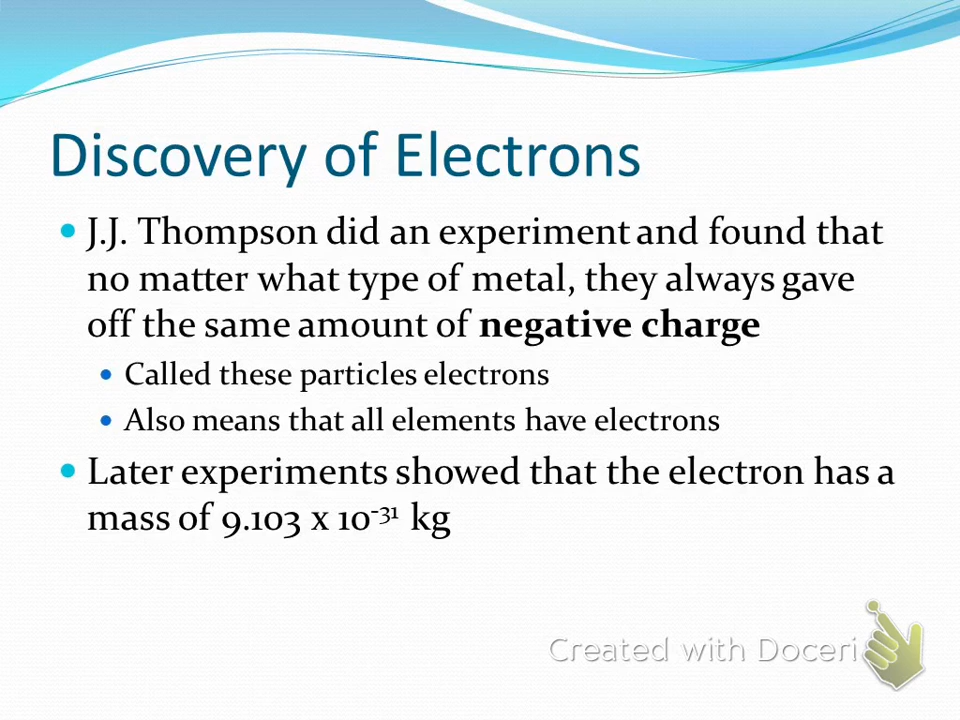 Discovery of Electrons
J.J. Thompson did an experiment and found that
no matter what type of metal, they always gave
off the same amount of negative charge
Called these particles electrons
Also means that all elements have electrons
Later experiments showed that the electron has a
mass of 9.103 x 10⁻³¹ kg
Created with Doceri